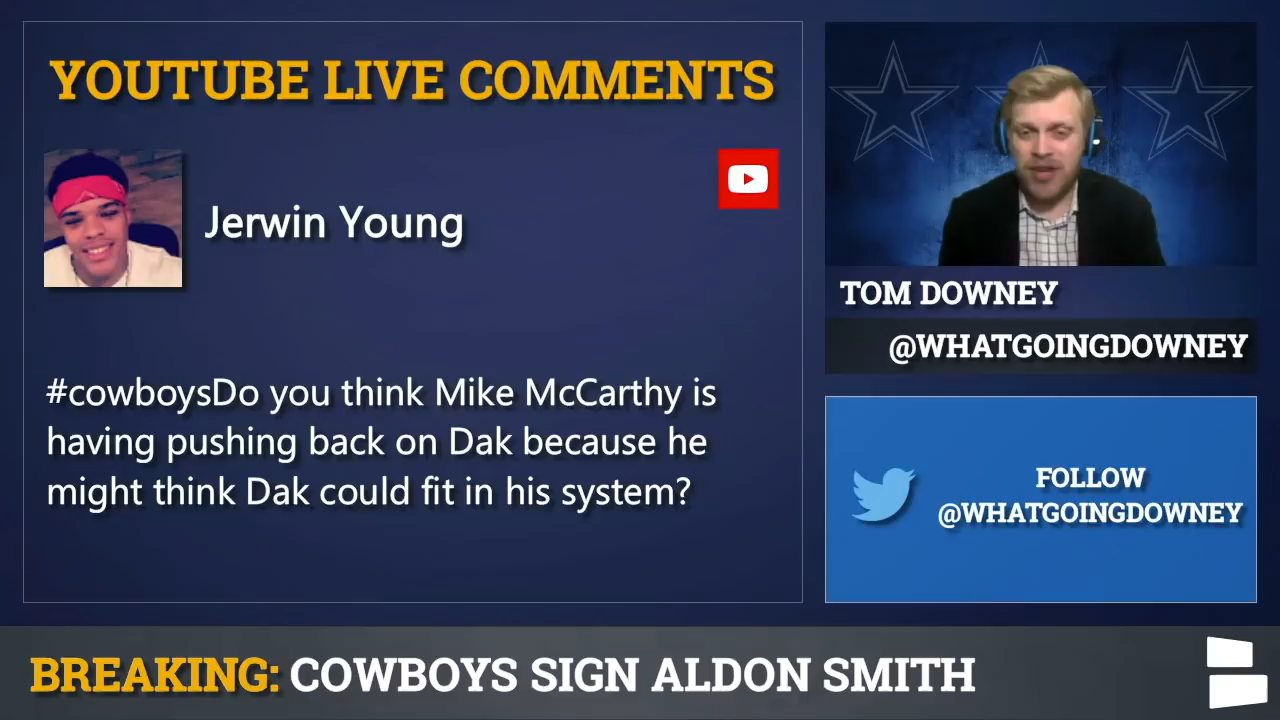 YOUTUBE LIVE COMMENTS
Jerwin Young
#cowboysDo you think Mike McCarthy is
having pushing back on Dak because he
might think Dak could fit in his system?
TOM DOWNEY
@WHATGOINGDOWNEY
FOLLOW
@WHATGOINGDOWNEY
BREAKING: COWBOYS SIGN ALDON SMITH